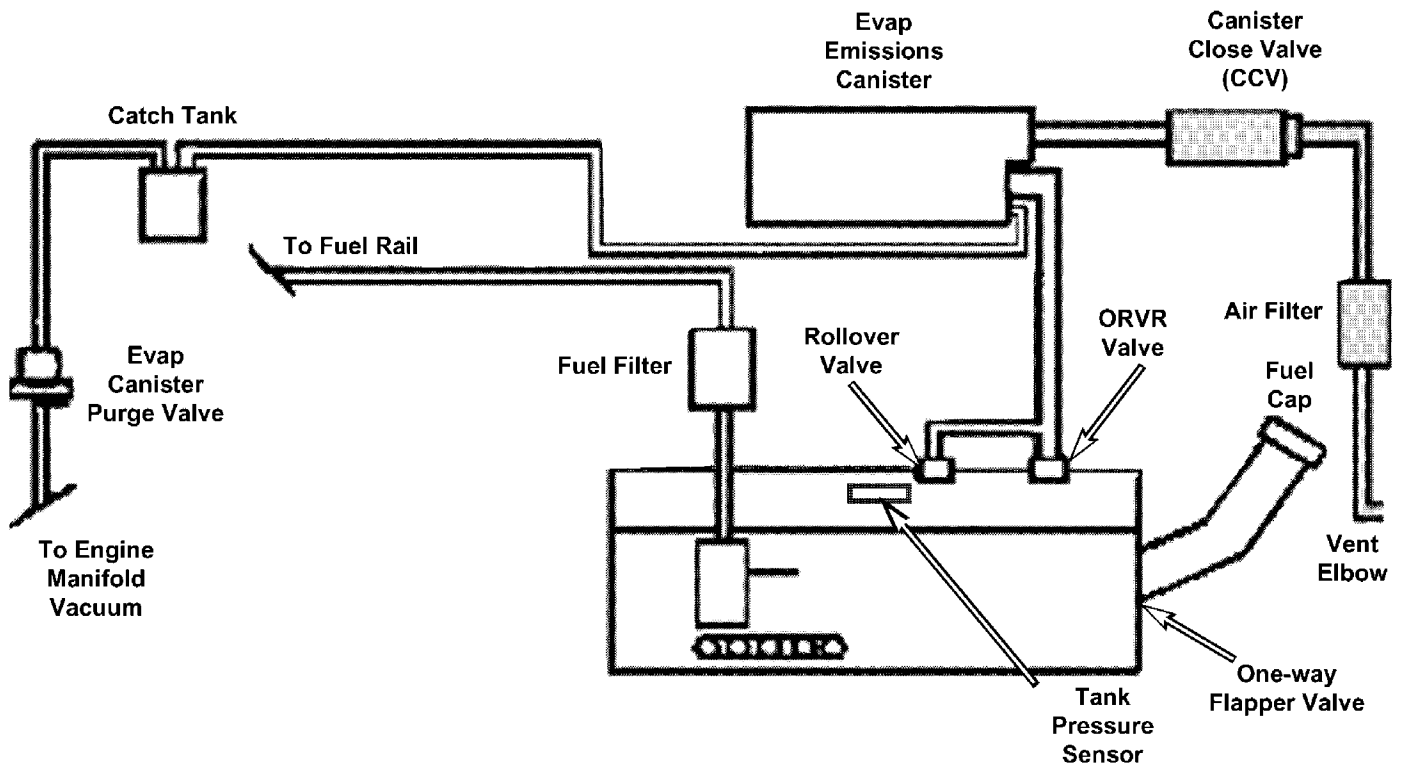 Evap
Emissions
Canister
Canister
Close Valve
(CCV)
Catch Tank
To Fuel Rail
Evap
Canister
Purge Valve
Fuel Filter
Rollover
Valve
ORVR
Valve
Air Filter
Fuel
Cap
To Engine
Manifold
Vacuum
Vent
Elbow
One-way
Flapper Valve
Tank
Pressure
Sensor